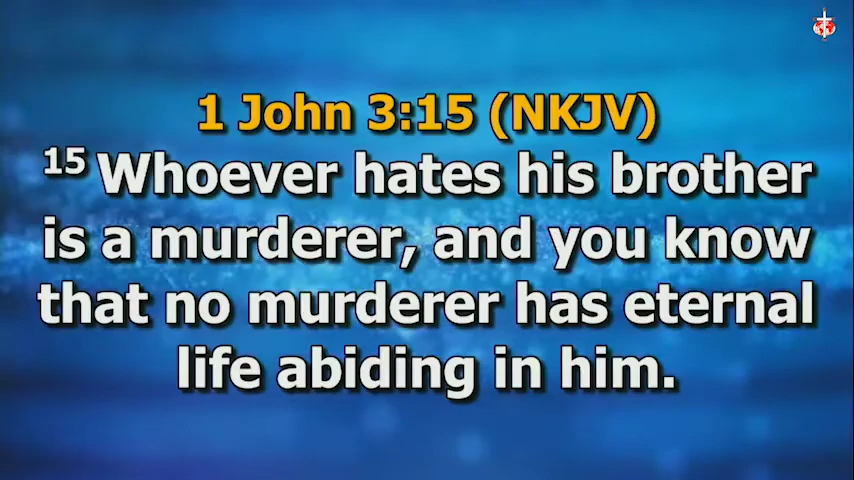 1 John 3:15 (NKJV)
15 Whoever hates his brother
is a murderer, and you know
that no murderer has eternal
life abiding in him.